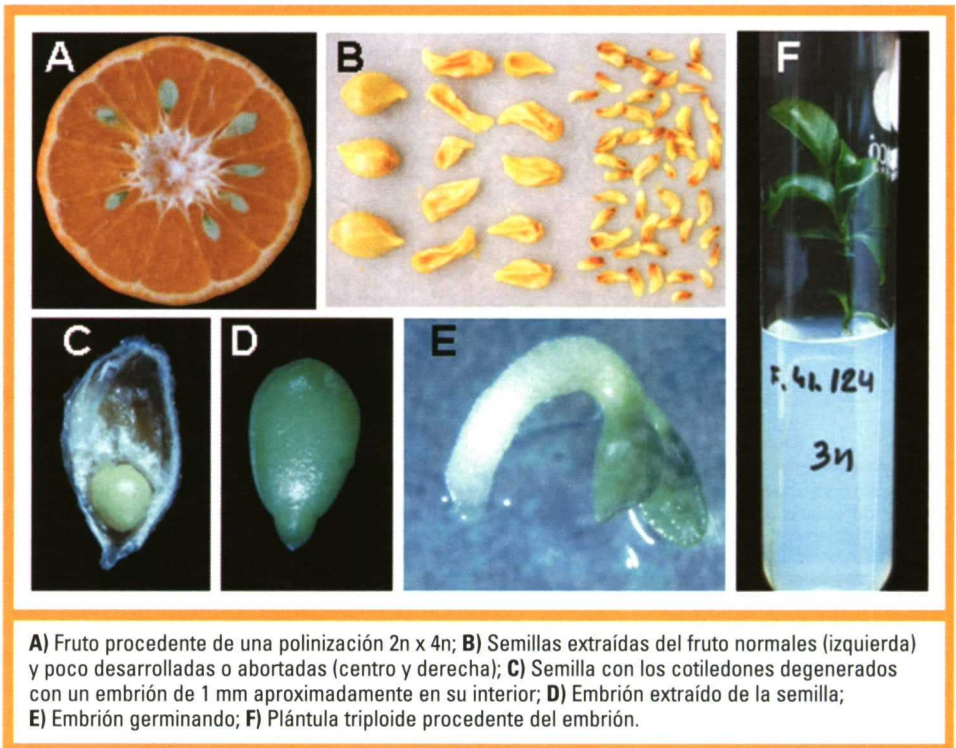 A
B
F
C
D
E
F.41.124
3n
A) Fruto procedente de una polinización 2n x 4n; B) Semillas extraídas del fruto normales (izquierda)
y poco desarrolladas o abortadas (centro y derecha); C) Semilla con los cotiledones degenerados
con un embrión de 1 mm aproximadamente en su interior; D) Embrión extraído de la semilla;
E) Embrión germinando; F) Plántula triploide procedente del embrión.